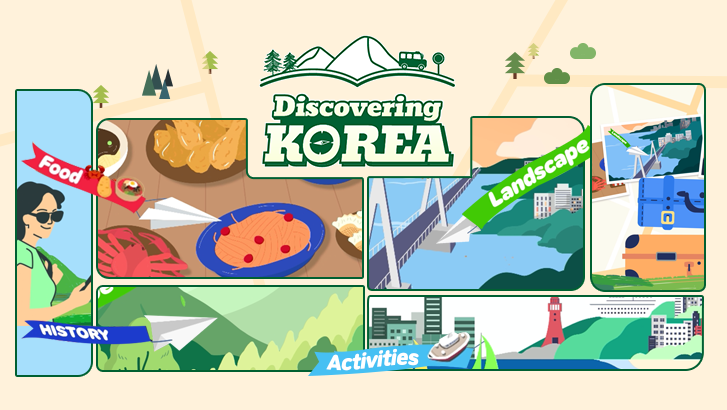 Discovering
KOREA
Food
Landscape
HISTORY
Activities